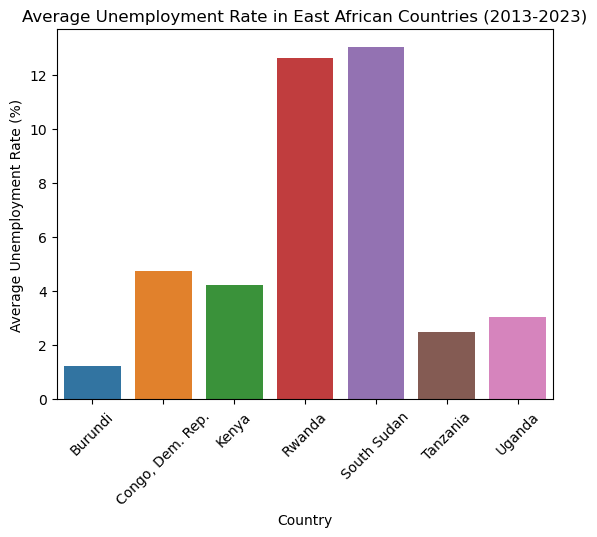 Average Unemployment Rate in East African Countries (2013-2023)
Average Unemployment Rate (%)
12
10
8
6
4
2
0
Burundi
Congo, Dem. Rep.
Kenya
Rwanda
South Sudan
Tanzania
Uganda
Country